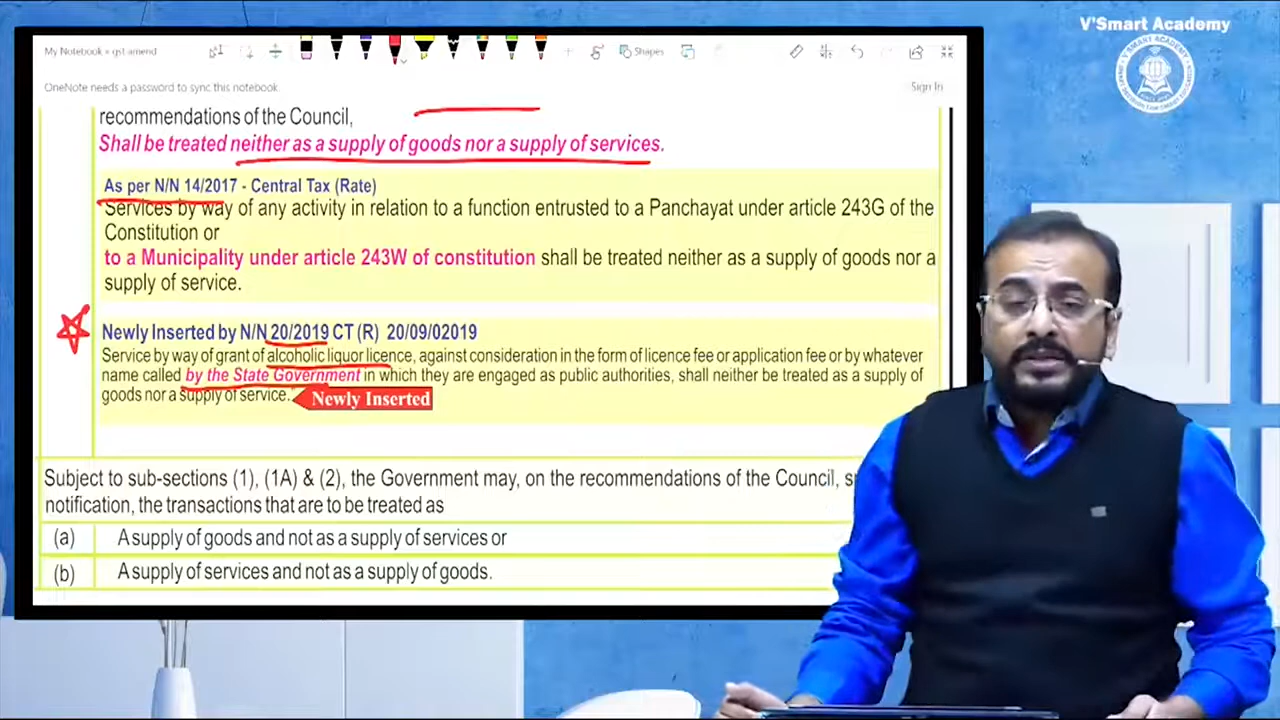 V'Smart Academy
My Notebook » gst amend
Shapes
OneNote needs a password to sync this notebook.
Sign In
recommendations of the Council,
Shall be treated neither as a supply of goods nor a supply of services.
As per N/N 14/2017 - Central Tax (Rate)
Services by way of any activity in relation to a function entrusted to a Panchayat under article 243G of the
Constitution or
to a Municipality under article 243W of constitution shall be treated neither as a supply of goods nor a
supply of service.
Newly Inserted by N/N 20/2019 CT (R) 20/09/02019
Service by way of grant of alcoholic liquor licence, against consideration in the form of licence fee or application fee or by whatever
name called by the State Government in which they are engaged as public authorities, shall neither be treated as a supply of
goods nor a supply of service. Newly Inserted
Subject to sub-sections (1), (1A) & (2), the Government may, on the recommendations of the Council,
notification, the transactions that are to be treated as
(a) A supply of goods and not as a supply of services or
(b) A supply of services and not as a supply of goods.